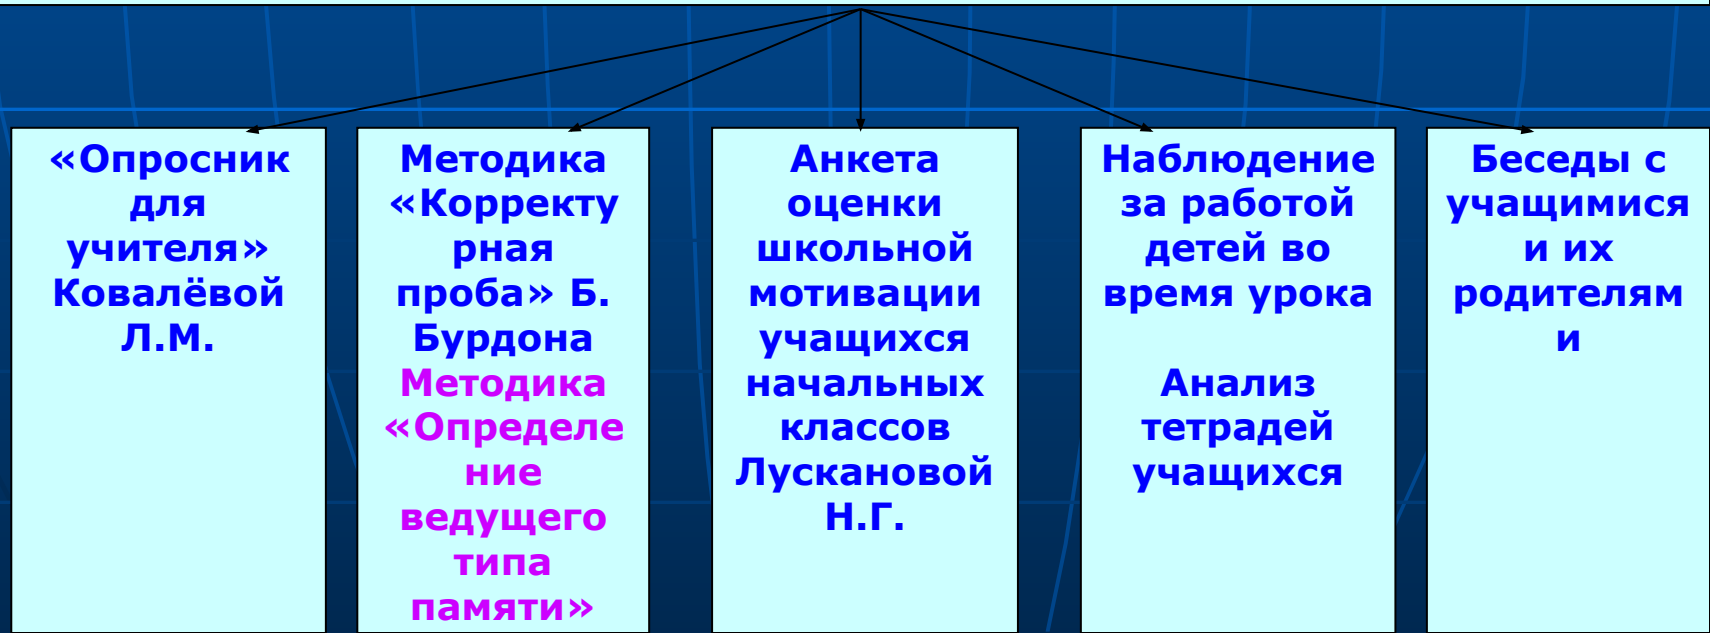 «Опросник
для
учителя»
Ковалёвой
Л.М.
Методика
«Корректу
рная
проба» Б.
Бурдона
Методика
«Определе
ние
ведущего
типа
памяти»
Анкета
оценки
школьной
мотивации
учащихся
начальных
классов
Лускановой
Н.Г.
Наблюдение
за работой
детей во
время урока
Анализ
тетрадей
учащихся
Беседы с
учащимися
и их
родителям
и